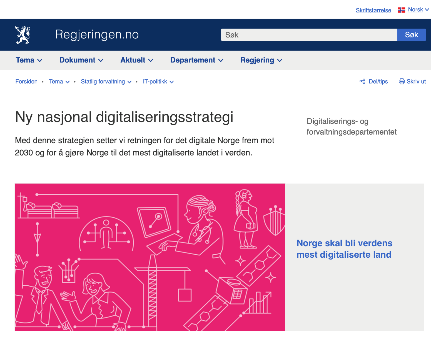 Skriftstørrelse Norsk
Regjeringen.no
Søk Søk
Tema Dokument Aktuelt Departement Regjering
Forsiden • Tema • Statlig forvaltning • IT-politikk Del/tips Skriv ut
Ny nasjonal digitaliseringsstrategi
Med denne strategien setter vi retningen for det digitale Norge frem mot
2030 og for å gjøre Norge til det mest digitaliserte landet i verden.
Digitaliserings- og
forvaltningsdepartementet
Norge skal bli verdens
mest digitaliserte land